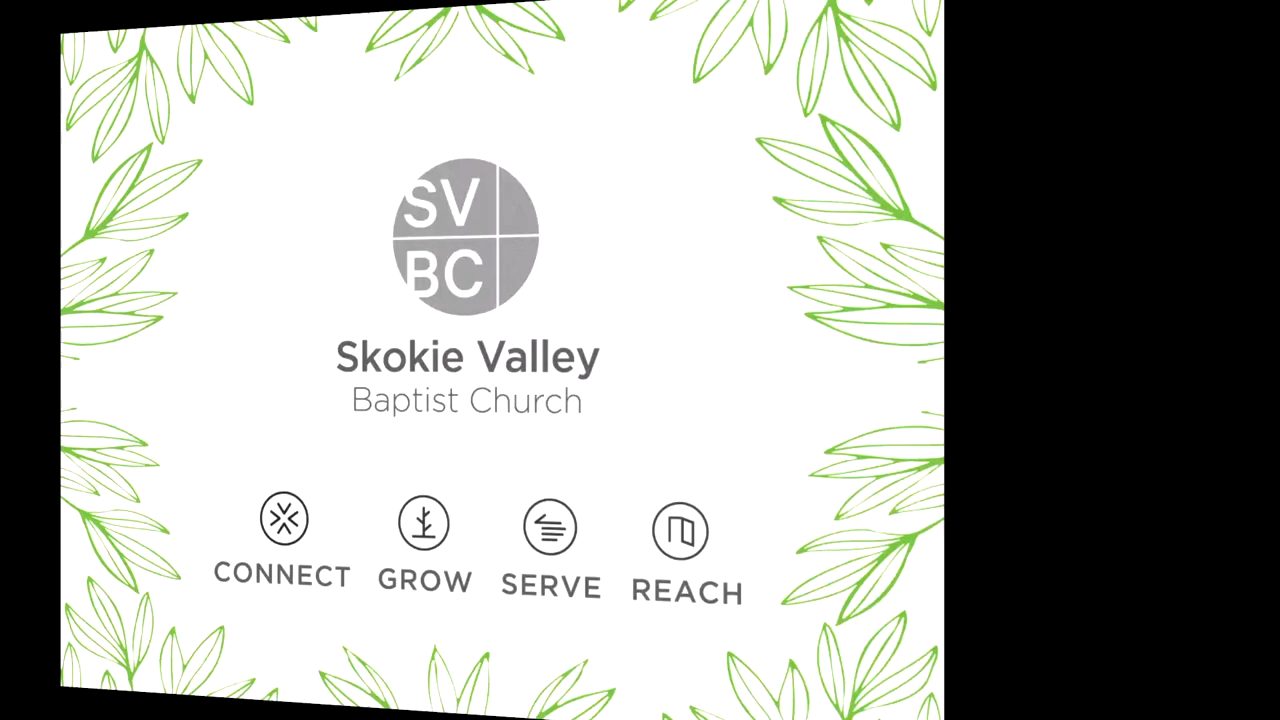 SV
BC
Skokie Valley
Baptist Church
CONNECT GROW SERVE REACH